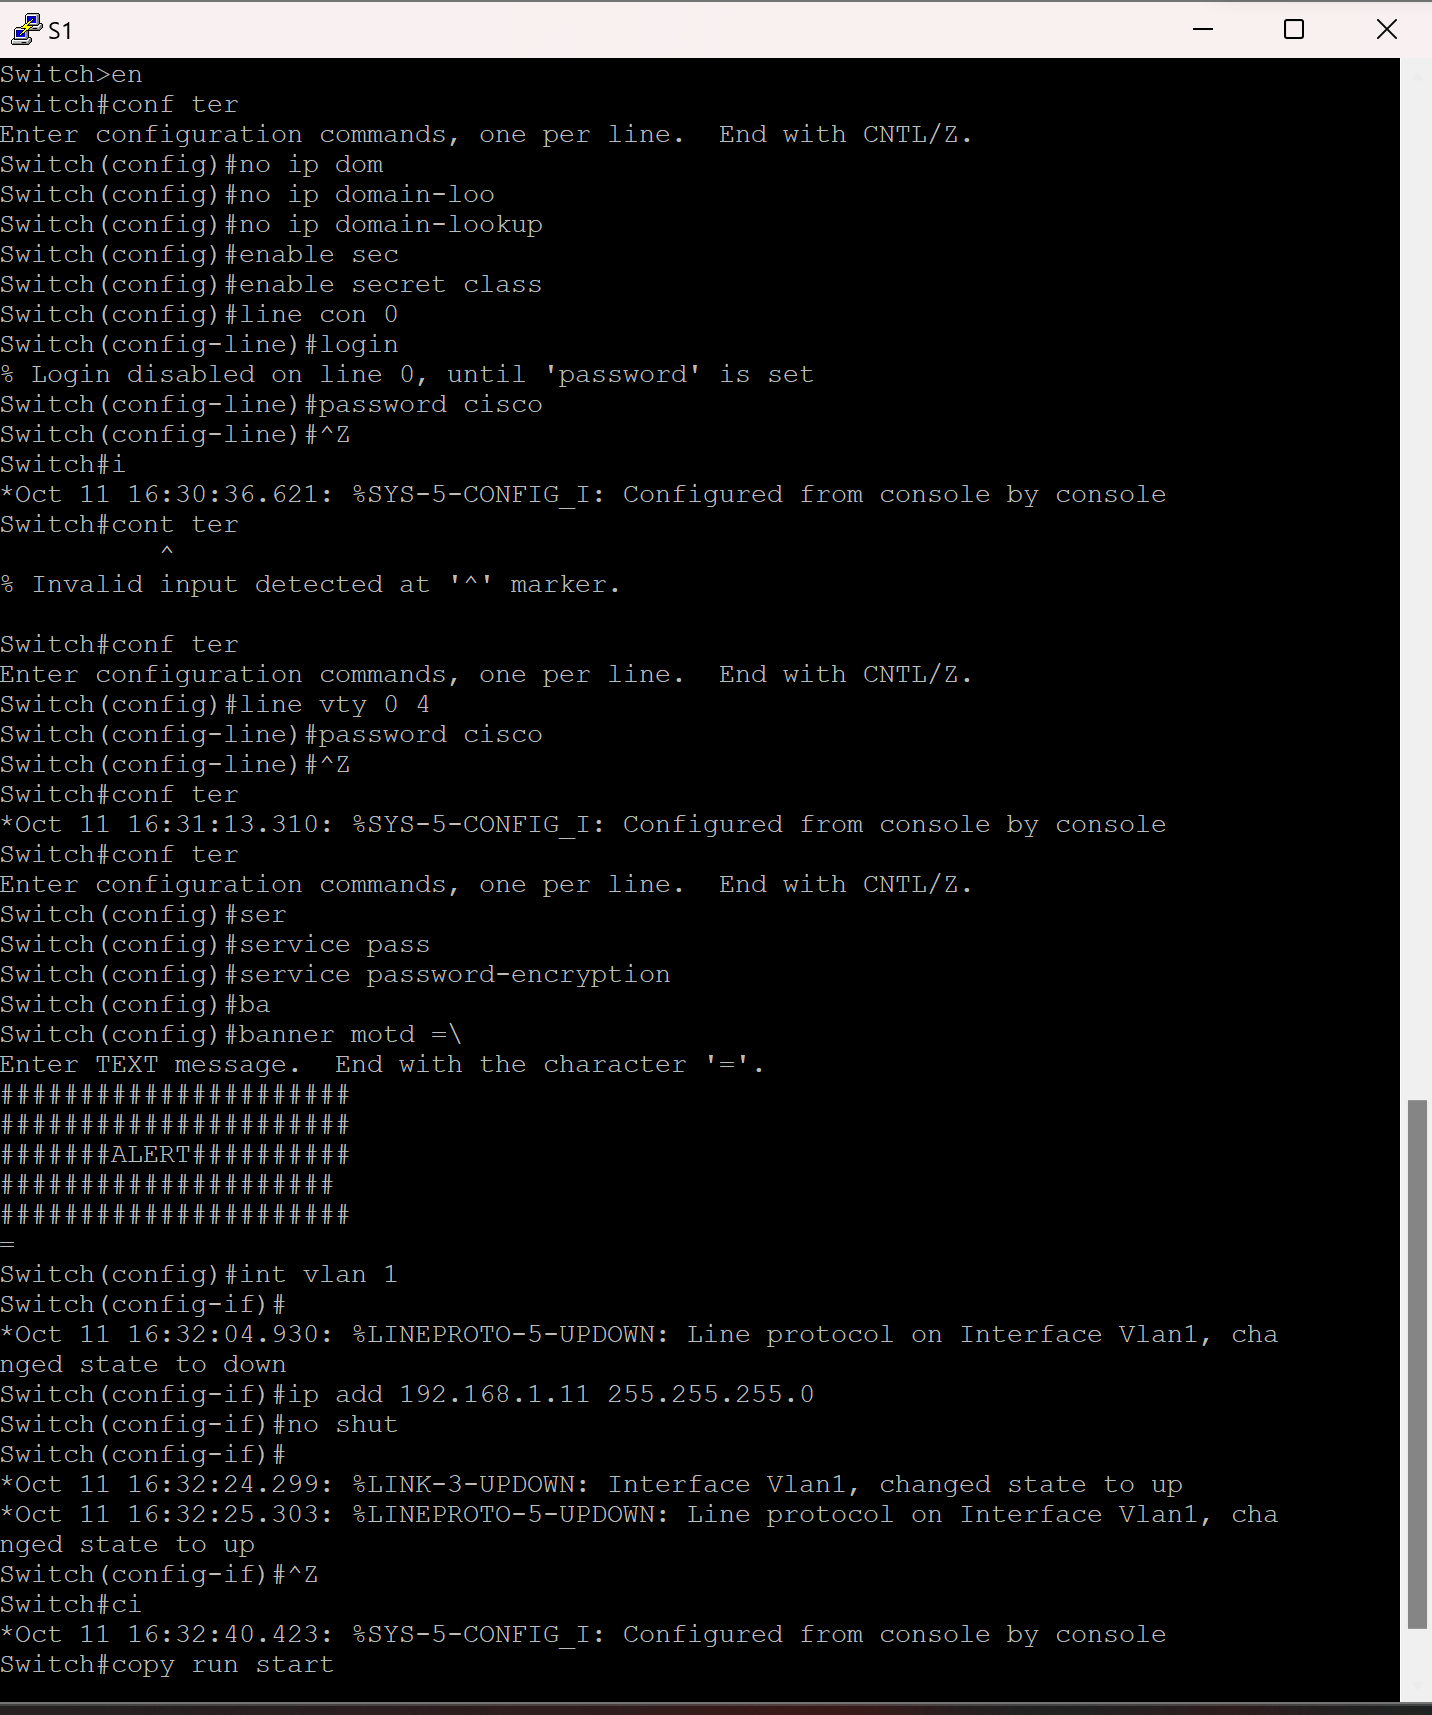 S1
Switch>en
Switch#conf ter
Enter configuration commands, one per line.  End with CNTL/Z.
Switch(config)#no ip dom
Switch(config)#no ip domain-loo
Switch(config)#no ip domain-lookup
Switch(config)#enable sec
Switch(config)#enable secret class
Switch(config)#line con 0
Switch(config-line)#login
% Login disabled on line 0, until 'password' is set
Switch(config-line)#password cisco
Switch(config-line)#^Z
Switch#i
*Oct 11 16:30:36.621: %SYS-5-CONFIG_I: Configured from console by console
Switch#cont ter
          ^
% Invalid input detected at '^' marker.

Switch#conf ter
Enter configuration commands, one per line.  End with CNTL/Z.
Switch(config)#line vty 0 4
Switch(config-line)#password cisco
Switch(config-line)#^Z
Switch#conf ter
*Oct 11 16:31:13.310: %SYS-5-CONFIG_I: Configured from console by console
Switch#conf ter
Enter configuration commands, one per line.  End with CNTL/Z.
Switch(config)#ser
Switch(config)#service pass
Switch(config)#service password-encryption
Switch(config)#ba
Switch(config)#banner motd =\
Enter TEXT message.  End with the character '='.
######################
######################
#######ALERT##########
#####################
######################
=
Switch(config)#int vlan 1
Switch(config-if)#
*Oct 11 16:32:04.930: %LINEPROTO-5-UPDOWN: Line protocol on Interface Vlan1, cha
nged state to down
Switch(config-if)#ip add 192.168.1.11 255.255.255.0
Switch(config-if)#no shut
Switch(config-if)#
*Oct 11 16:32:24.299: %LINK-3-UPDOWN: Interface Vlan1, changed state to up
*Oct 11 16:32:25.303: %LINEPROTO-5-UPDOWN: Line protocol on Interface Vlan1, cha
nged state to up
Switch(config-if)#^Z
Switch#ci
*Oct 11 16:32:40.423: %SYS-5-CONFIG_I: Configured from console by console
Switch#copy run start